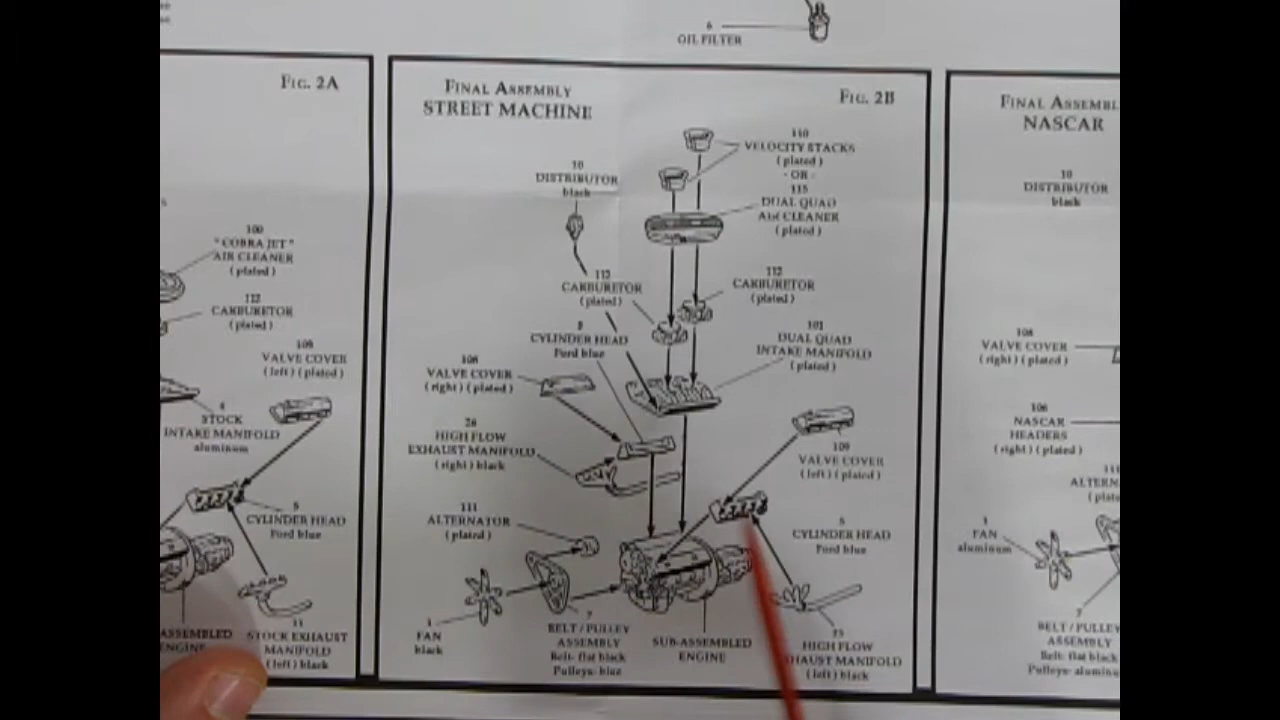 6
OIL FILTER
FIG. 2A
100
"COBRA JET"
AIR CLEANER
(plated)
112
CARBURETOR
(plated)
109
VALVE COVER
(left) (plated)
4
STOCK
INTAKE MANIFOLD
aluminum
CYLINDER HEAD
Ford blue
11
STOCK EXHAUST
MANIFOLD
(left) black
ASSEMBLED
ENGINE
FINAL ASSEMBLY
STREET MACHINE
FIG. 2B
110
VELOCITY STACKS
(plated)
- OR -
115
DUAL QUAD
AIR CLEANER
(plated)
10
DISTRIBUTOR
black
112
CARBURETOR
(plated)
112
CARBURETOR
(plated)
CYLINDER HEAD
Ford blue
101
DUAL QUAD
INTAKE MANIFOLD
(plated)
108
VALVE COVER
(right) (plated)
26
HIGH FLOW
EXHAUST MANIFOLD
(right) black
109
VALVE COVER
(left) (plated)
111
ALTERNATOR
(plated)
CYLINDER HEAD
Ford blue
1
FAN
black
7
BELT / PULLEY
ASSEMBLY
Belt- flat black
Pulleys- blue
SUB-ASSEMBLED
ENGINE
25
HIGH FLOW
HAUST MANIFOLD
(left) black
FINAL ASSEMBL
NASCAR
10
DISTRIBUTOR
black
108
VALVE COVER
(right) (plated)
106
NASCAR
HEADERS
(right) (plated)
11
ALTERNA
(plate
1
FAN
aluminum
7
BELT / PULLEY
ASSEMBLY
Belt- flat black
Pulleys- aluminu